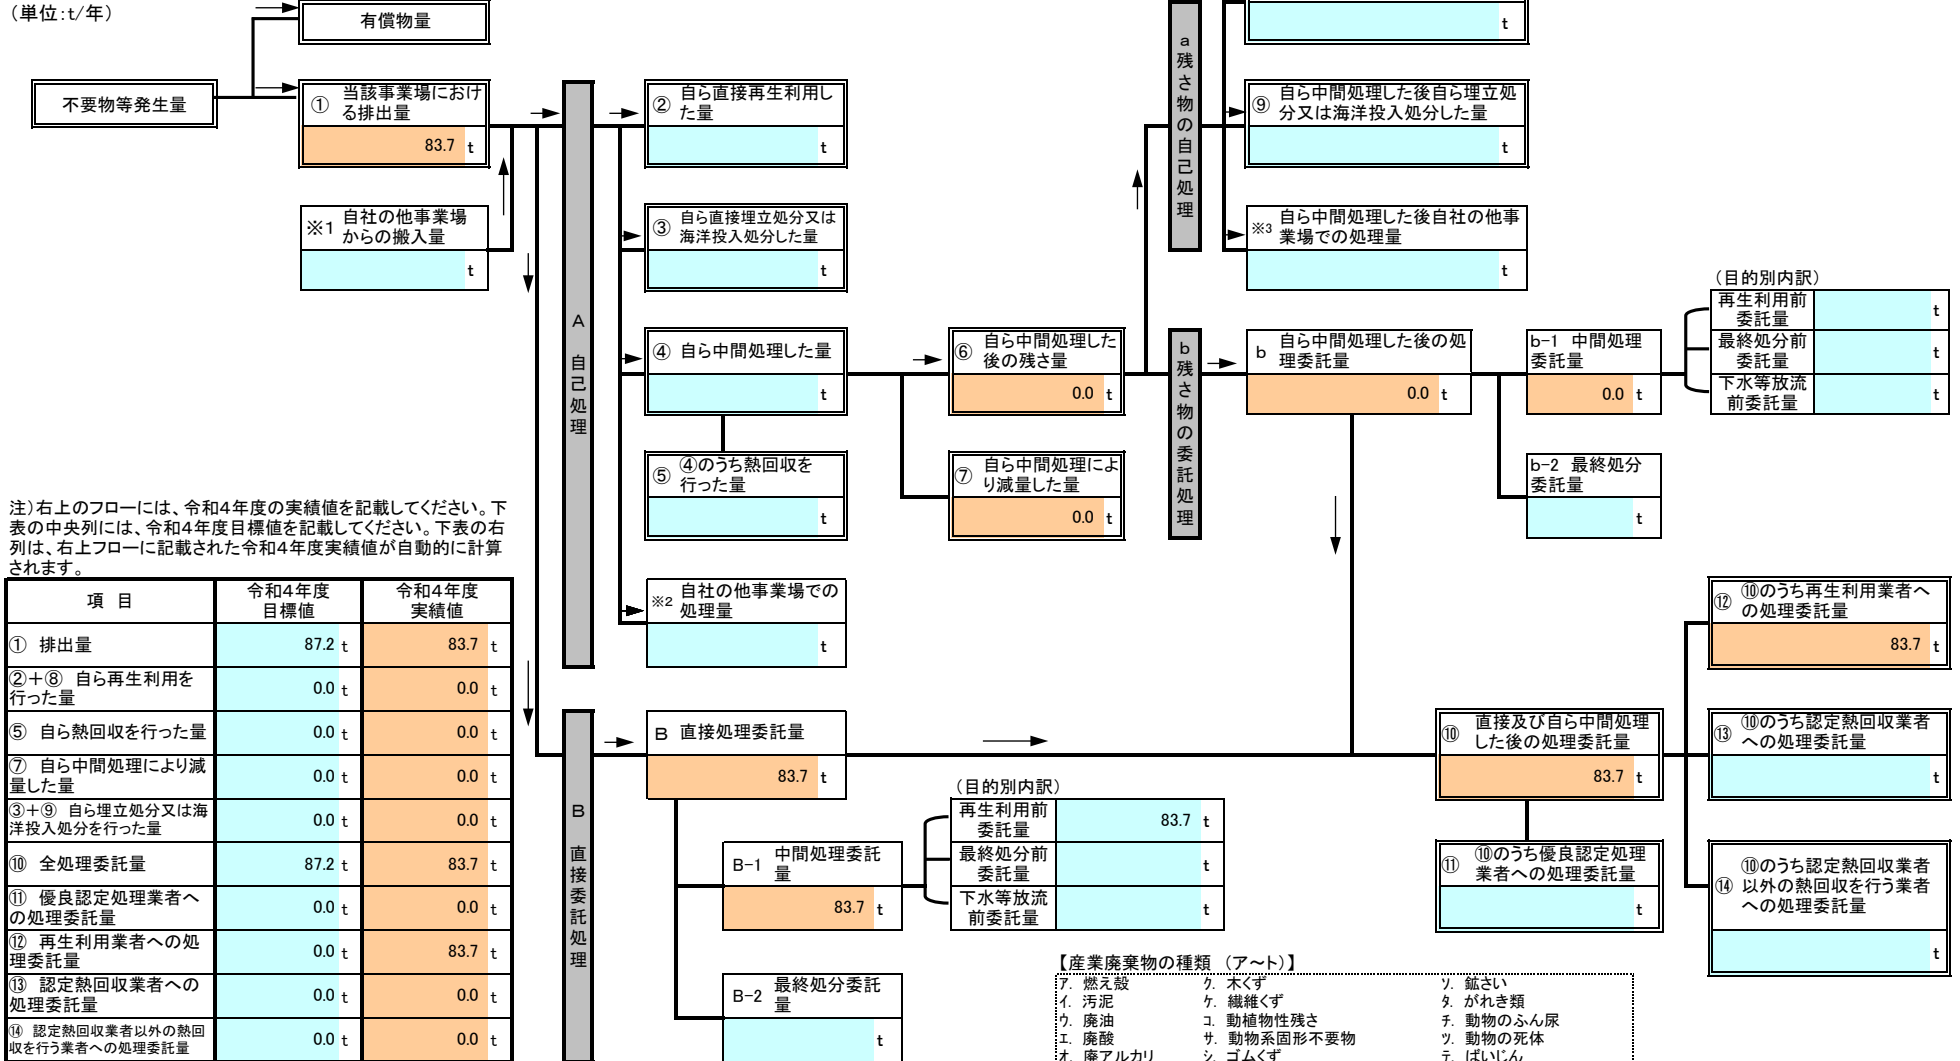 (単位:t/年)
有償物量
不要物等発生量
① 当該事業場におけ
る排出量
83.7 t
※1 自社の他事業場
からの搬入量
t
A 自己処理
② 自ら直接再生利用し
た量
t
③ 自ら直接埋立処分又は
海洋投入処分した量
t
④ 自ら中間処理した量
t
⑤ ④のうち熱回収を
行った量
t
※2 自社の他事業場での
処理量
t
⑥ 自ら中間処理した
後の残さ量
0.0 t
⑦ 自ら中間処理によ
り減量した量
0.0 t
a 残さ物の自己処理
t
⑨ 自ら中間処理した後自ら埋立処
分又は海洋投入処分した量
t
※3 自ら中間処理した後自社の他事
業場での処理量
t
b 残さ物の委託処理
b 自ら中間処理した後の処
理委託量
0.0 t
b-1 中間処理
委託量
0.0 t
b-2 最終処分
委託量
t
(目的別内訳)
再生利用前
委託量
t
最終処分前
委託量
t
下水等放流
前委託量
t
注)右上のフローには、令和4年度の実績値を記載してください。下
表の中央列には、令和4年度目標値を記載してください。下表の右
列は、右上フローに記載された令和4年度実績値が自動的に計算
されます。
項 目 令和4年度
目標値 令和4年度
実績値
① 排出量 87.2 t 83.7 t
②+⑧ 自ら再生利用を
行った量 0.0 t 0.0 t
⑤ 自ら熱回収を行った量 0.0 t 0.0 t
⑦ 自ら中間処理により減
量した量 0.0 t 0.0 t
③+⑨ 自ら埋立処分又は海
洋投入処分を行った量 0.0 t 0.0 t
⑩ 全処理委託量 87.2 t 83.7 t
⑪ 優良認定処理業者へ
の処理委託量 0.0 t 0.0 t
⑫ 再生利用業者への処
理委託量 0.0 t 83.7 t
⑬ 認定熱回収業者への
処理委託量 0.0 t 0.0 t
⑭ 認定熱回収業者以外の熱回
収を行う業者への処理委託量 0.0 t 0.0 t
B 直接委託処理
B 直接処理委託量
83.7 t
B-1 中間処理委託
量
83.7 t
B-2 最終処分委託
量
t
(目的別内訳)
再生利用前
委託量
83.7 t
最終処分前
委託量
t
下水等放流
前委託量
t
⑩ 直接及び自ら中間処理
した後の処理委託量
83.7 t
⑪ ⑩のうち優良認定処理
業者への処理委託量
t
⑫ ⑩のうち再生利用業者へ
の処理委託量
83.7 t
⑬ ⑩のうち認定熱回収業者
への処理委託量
t
⑭ ⑩のうち認定熱回収業者
以外の熱回収を行う業者
への処理委託量
t
【産業廃棄物の種類 (ア~ト)】
ア. 燃え殻 ク. 木くず ソ. 鉱さい
イ. 汚泥 ケ. 繊維くず タ. がれき類
ウ. 廃油 コ. 動植物性残さ チ. 動物のふん尿
エ. 廃酸 サ. 動物系固形不要物 ツ. 動物の死体
オ. 廃アルカリ シ. ゴムくず テ. ばいじん